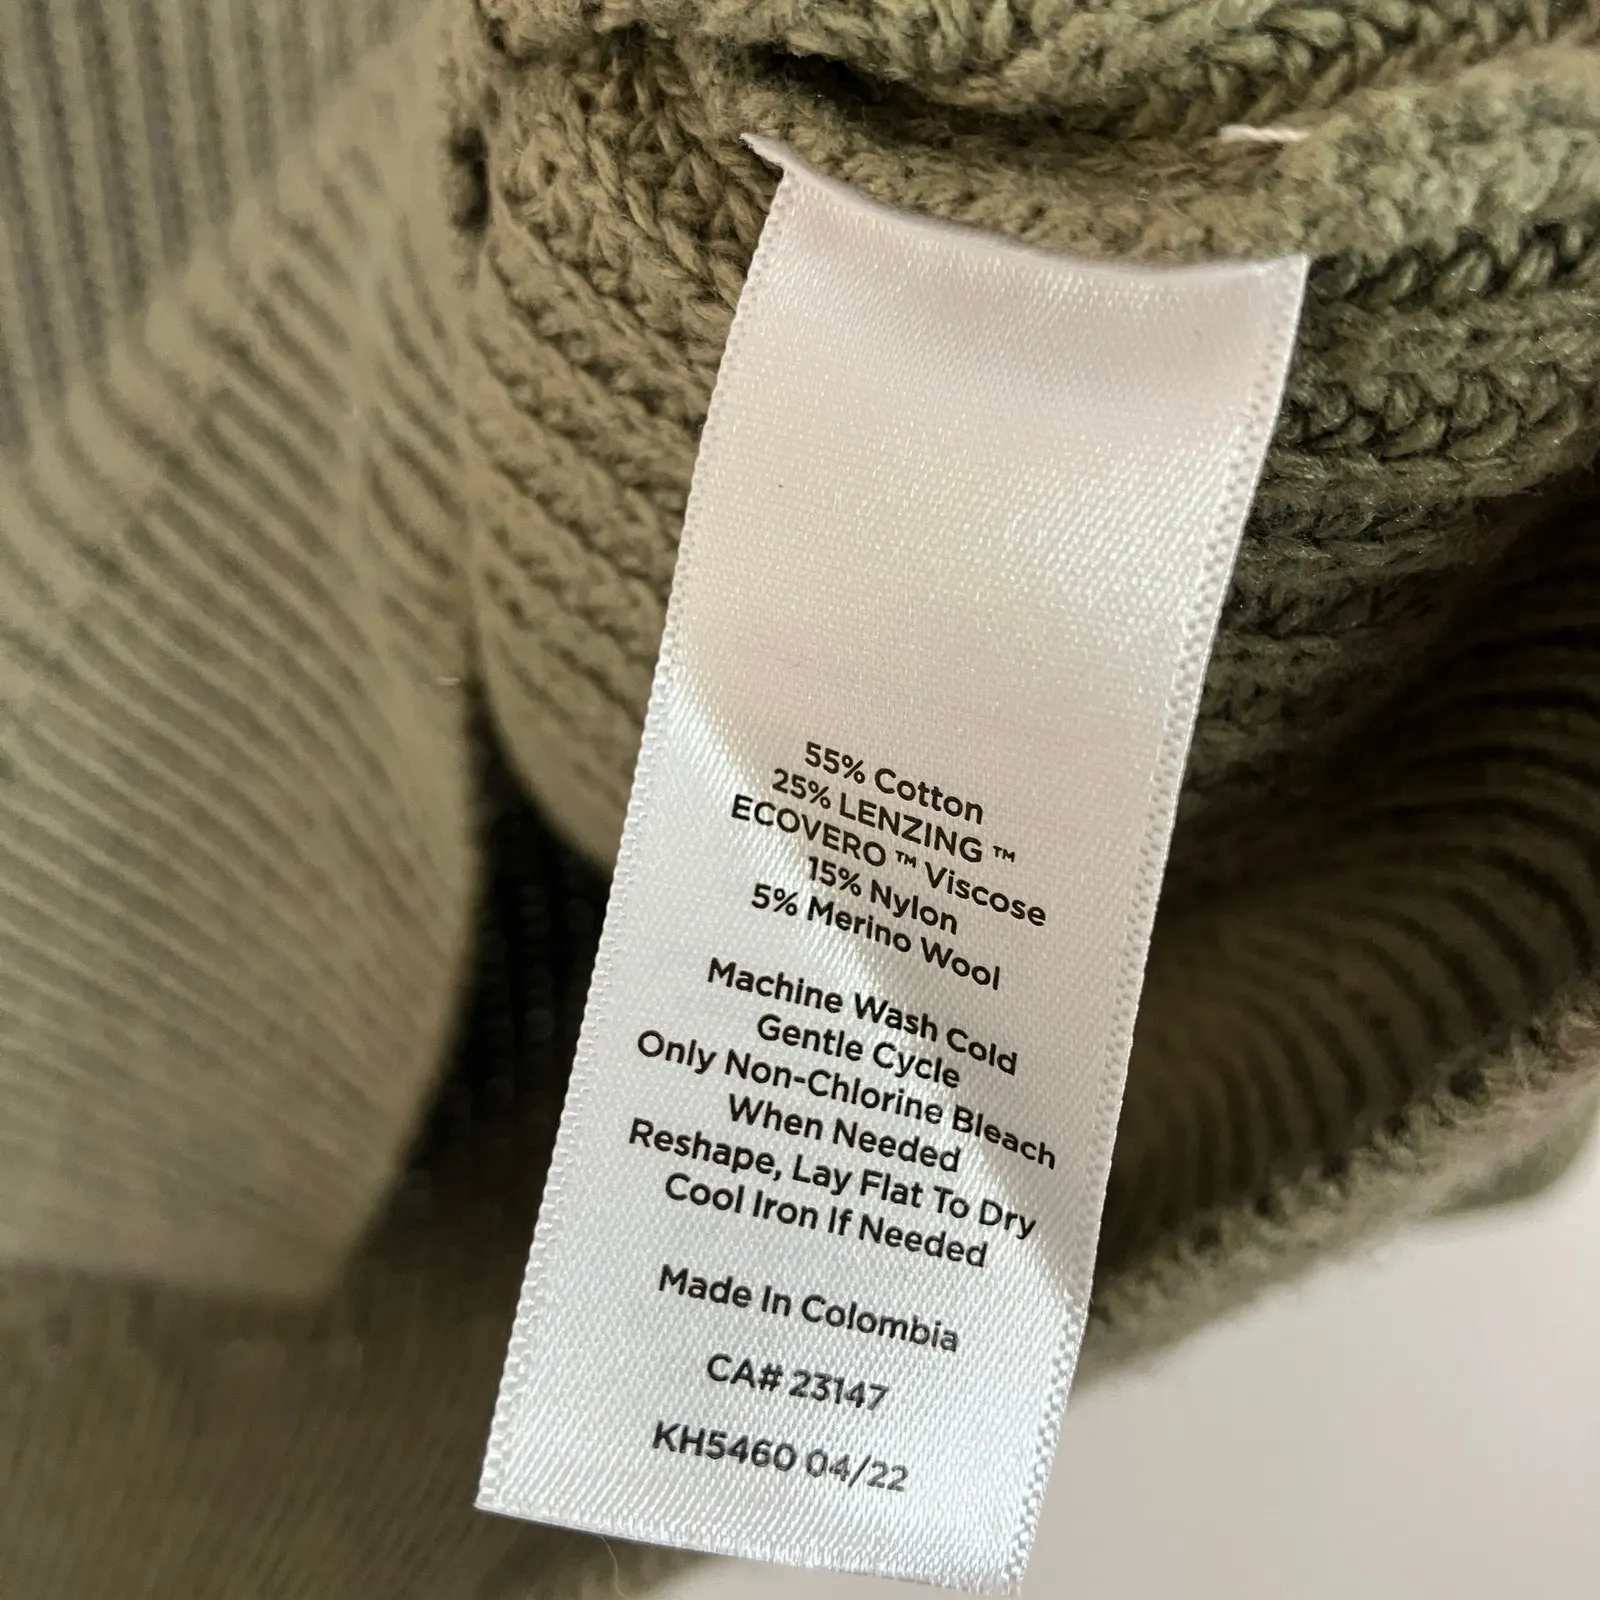 55% Cotton
25% LENZING ™
ECOVERO ™ Viscose
15% Nylon
5% Merino Wool
Machine Wash Cold
Gentle Cycle
Only Non-Chlorine Bleach
When Needed
Reshape, Lay Flat To Dry
Cool Iron If Needed
Made In Colombia
CA# 23147
KH5460 04/22